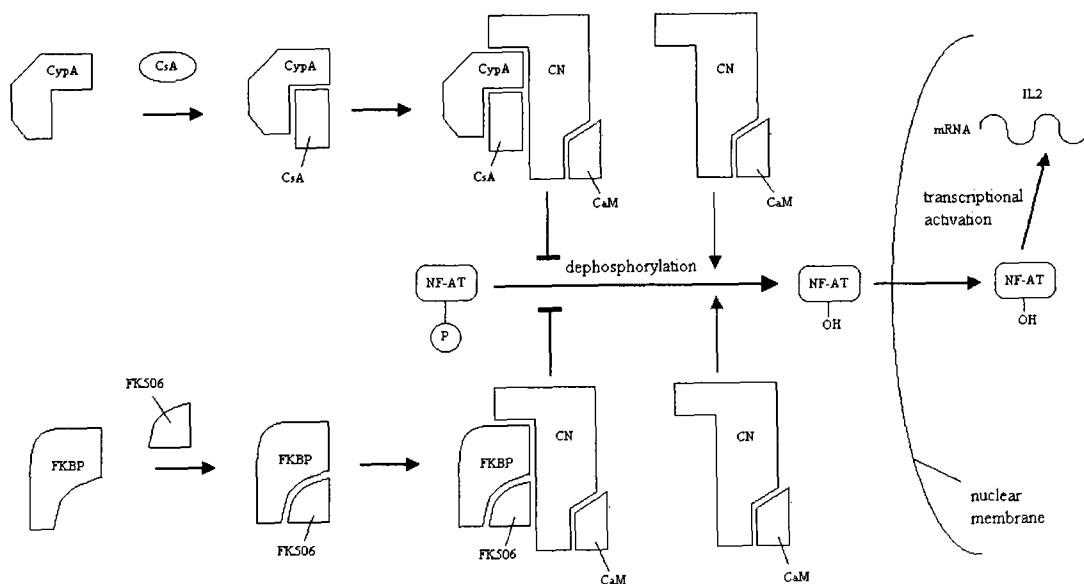 CypA
CsA
CypA
CsA
CypA
CsA
CN
CaM
CN
CaM
IL2
mRNA
transcriptional
activation
NF-AT
P
dephosphorylation
NF-AT
OH
NF-AT
OH
FK506
FKBP
FKBP
FK506
FKBP
FK506
CN
CaM
CN
CaM
nuclear
membrane